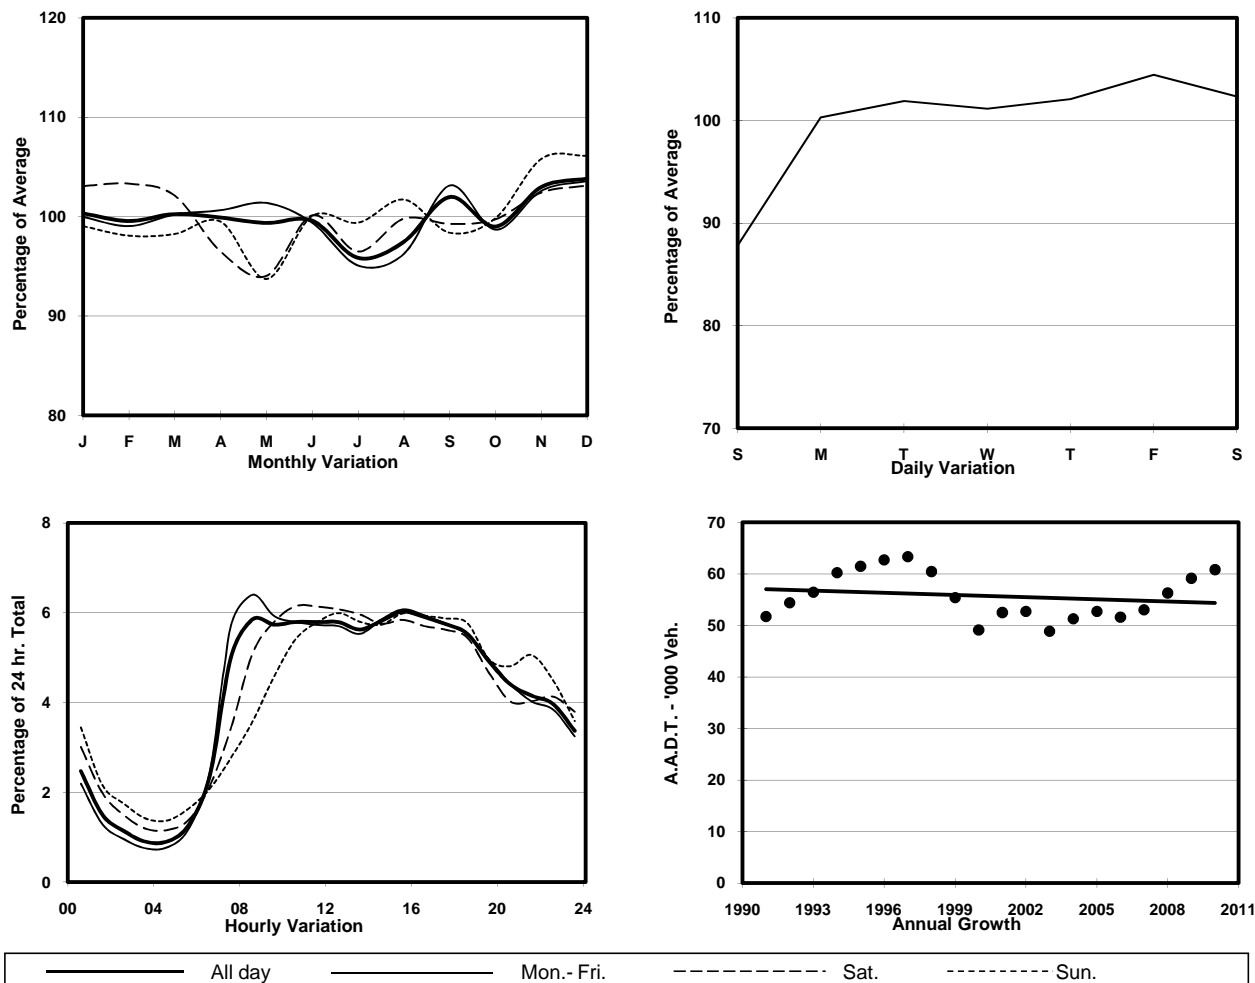 120
110
100
90
80
Percentage of Average
J F M A M J J A S O N D
Monthly Variation
110
100
90
80
70
Percentage of Average
S M T W T F S
Daily Variation
8
6
4
2
0
Percentage of 24 hr. Total
00 04 08 12 16 20 24
Hourly Variation
70
60
50
40
30
20
10
0
A.A.D.T. - '000 Veh.
1990 1993 1996 1999 2002 2005 2008 2011
Annual Growth
All day Mon.- Fri. Sat. Sun.